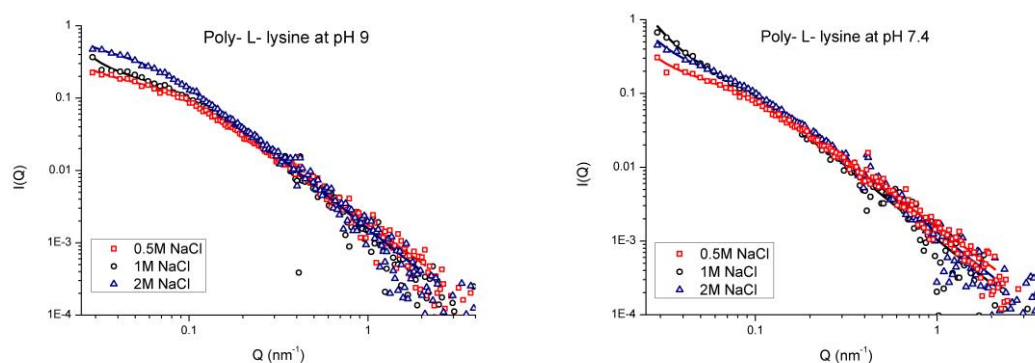 Poly- L- lysine at pH 9
I(Q)
1
0.1
0.01
1E-3
1E-4
0.5M NaCl
1M NaCl
2M NaCl
0.1
1
Q (nm⁻¹)
Poly- L- lysine at pH 7.4
I(Q)
1
0.1
0.01
1E-3
1E-4
0.5M NaCl
1M NaCl
2M NaCl
0.1
1
Q (nm⁻¹)